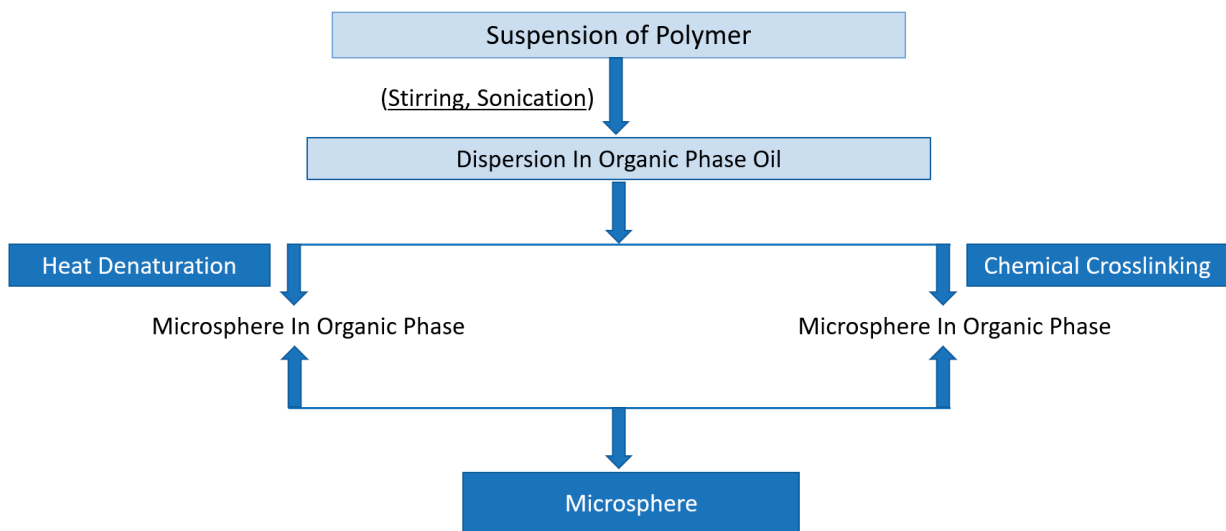 Suspension of Polymer
(Stirring, Sonication)
Dispersion In Organic Phase Oil
Heat Denaturation
Chemical Crosslinking
Microsphere In Organic Phase
Microsphere In Organic Phase
Microsphere